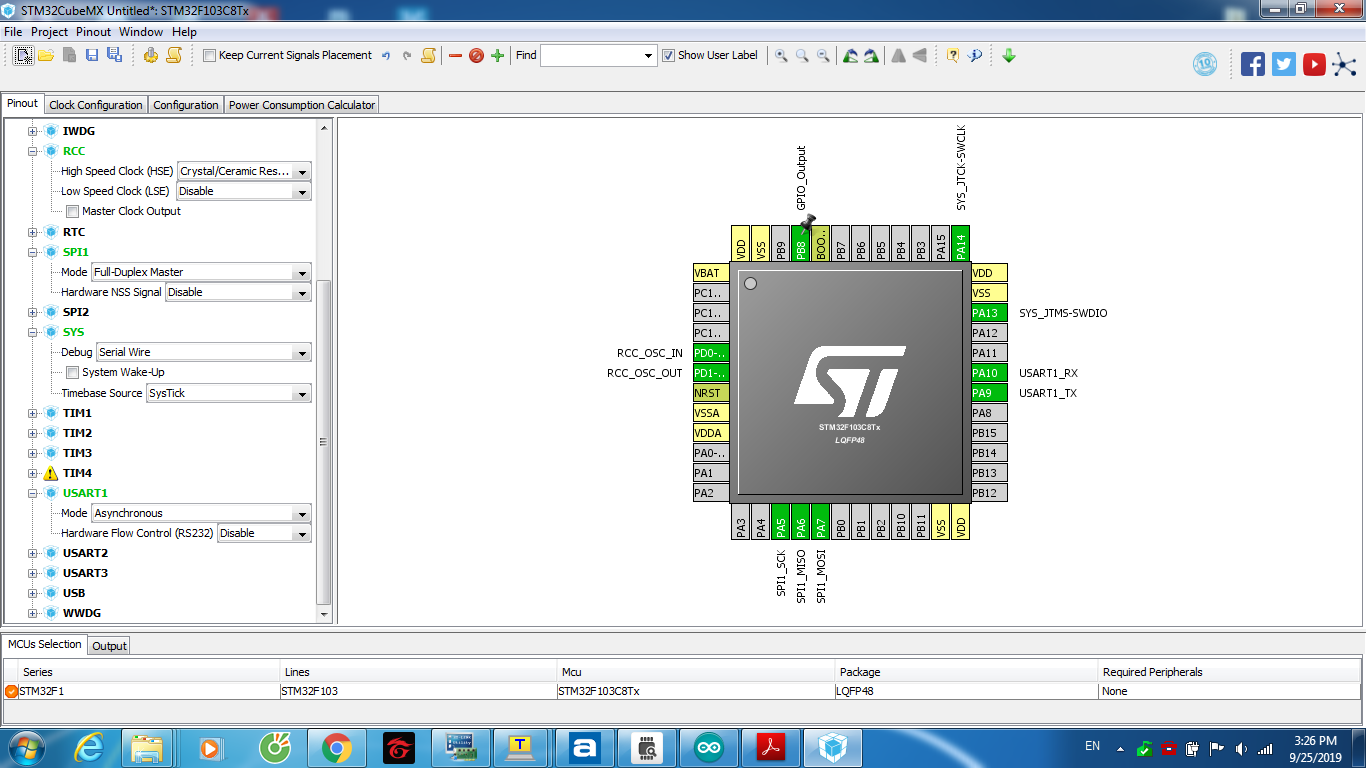 STM32CubeMX Untitled*: STM32F103C8Tx
File Project Pinout Window Help
Keep Current Signals Placement
Find
Show User Label
Pinout
Clock Configuration
Configuration
Power Consumption Calculator
IWDG
RCC
High Speed Clock (HSE) Crystal/Ceramic Res...
Low Speed Clock (LSE) Disable
Master Clock Output
RTC
SPI1
Mode Full-Duplex Master
Hardware NSS Signal Disable
SPI2
SYS
Debug Serial Wire
System Wake-Up
Timebase Source SysTick
TIM1
TIM2
TIM3
TIM4
USART1
Mode Asynchronous
Hardware Flow Control (RS232) Disable
USART2
USART3
USB
WWDG
GPIO_Output
SYS_JTCK-SWCLK
VDD
VSS
PB9
PB8
BOO..
PB7
PB6
PB5
PB4
PB3
PA15
PA14
VBAT
PC1..
PC1..
PC1..
RCC_OSC_IN PD0-..
RCC_OSC_OUT PD1-..
NRST
VSSA
VDDA
PA0-..
PA1
PA2
STM32F103C8Tx
LQFP48
VDD
VSS
PA13 SYS_JTMS-SWDIO
PA12
PA11
PA10 USART1_RX
PA9 USART1_TX
PA8
PB15
PB14
PB13
PB12
PA3
PA4
PA5
PA6
PA7
PB0
PB1
PB2
PB10
PB11
VSS
VDD
SPI1_SCK
SPI1_MISO
SPI1_MOSI
MCUs Selection
Output
Series Lines Mcu Package Required Peripherals
STM32F1 STM32F103 STM32F103C8Tx LQFP48 None
EN
3:26 PM
9/25/2019